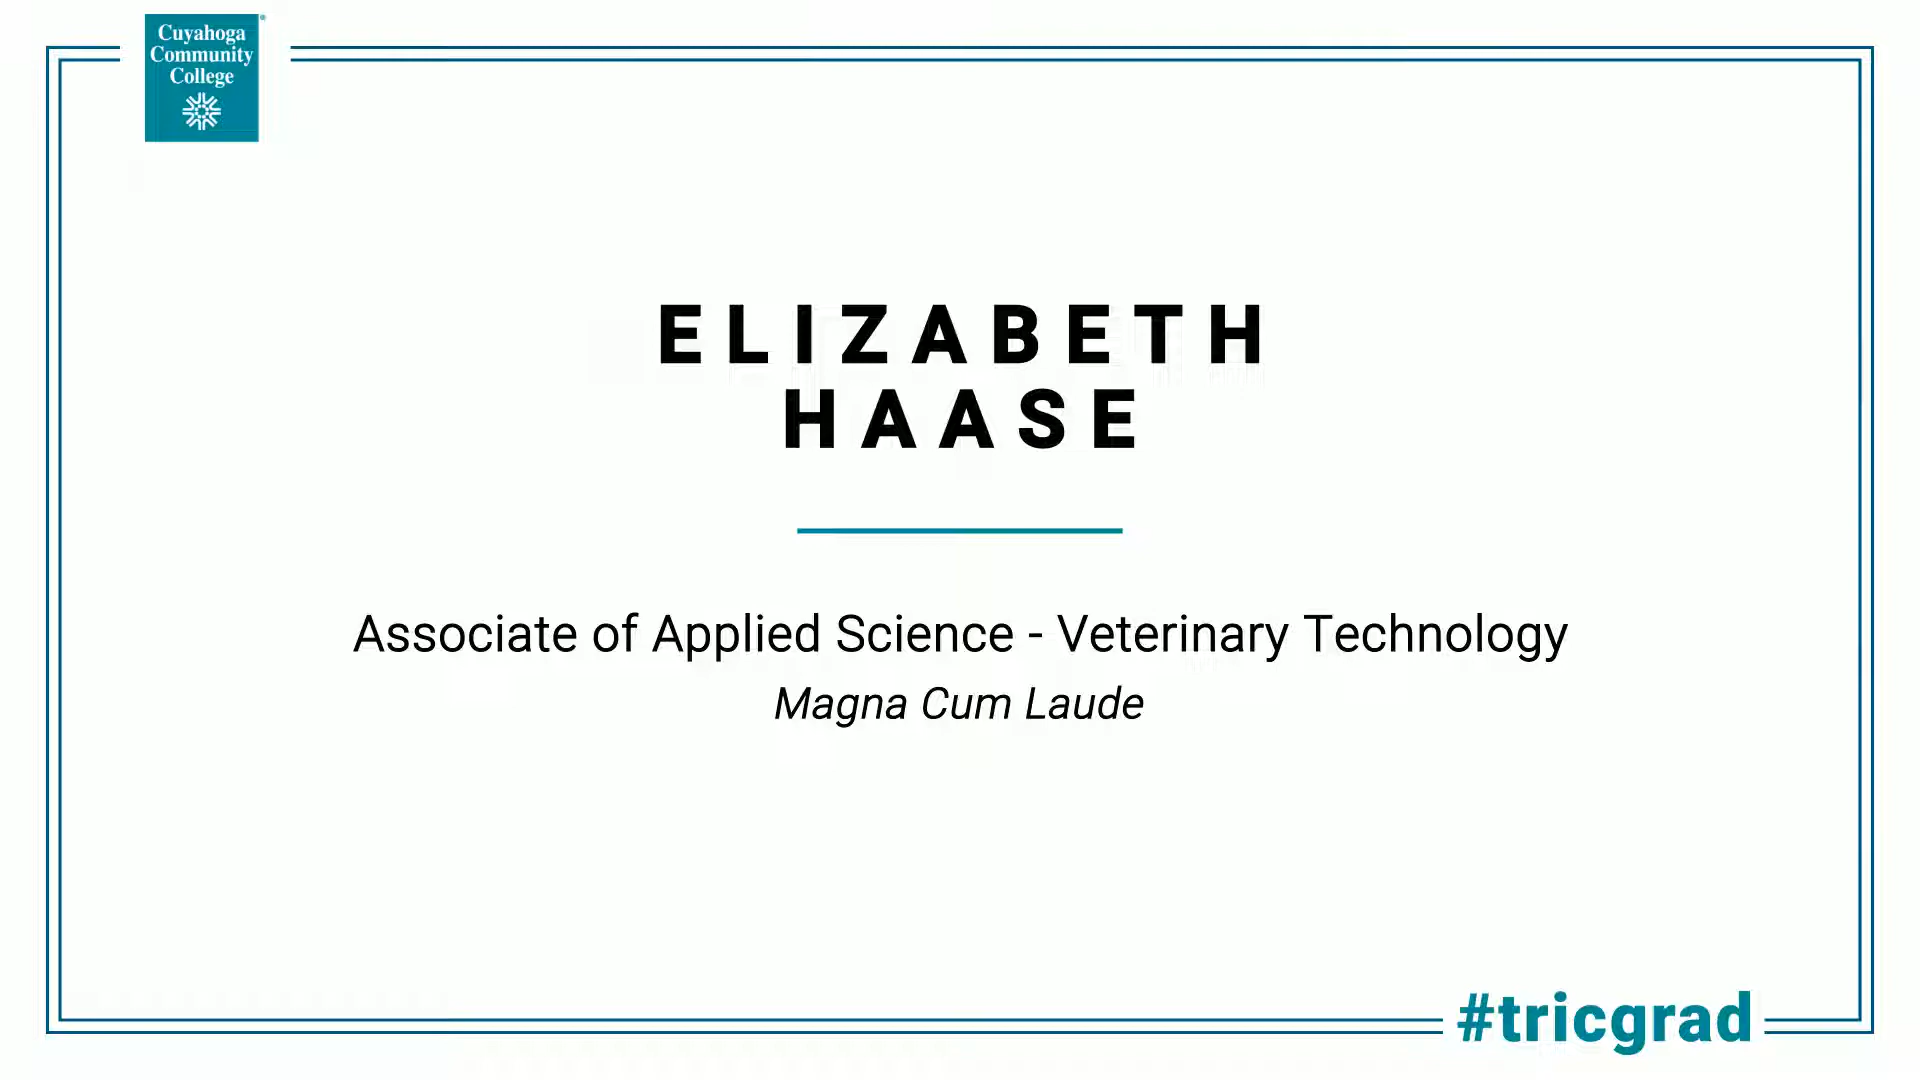 Cuyahoga
Community
College
ELIZABETH
HAASE
Associate of Applied Science - Veterinary Technology
Magna Cum Laude
#tricgrad